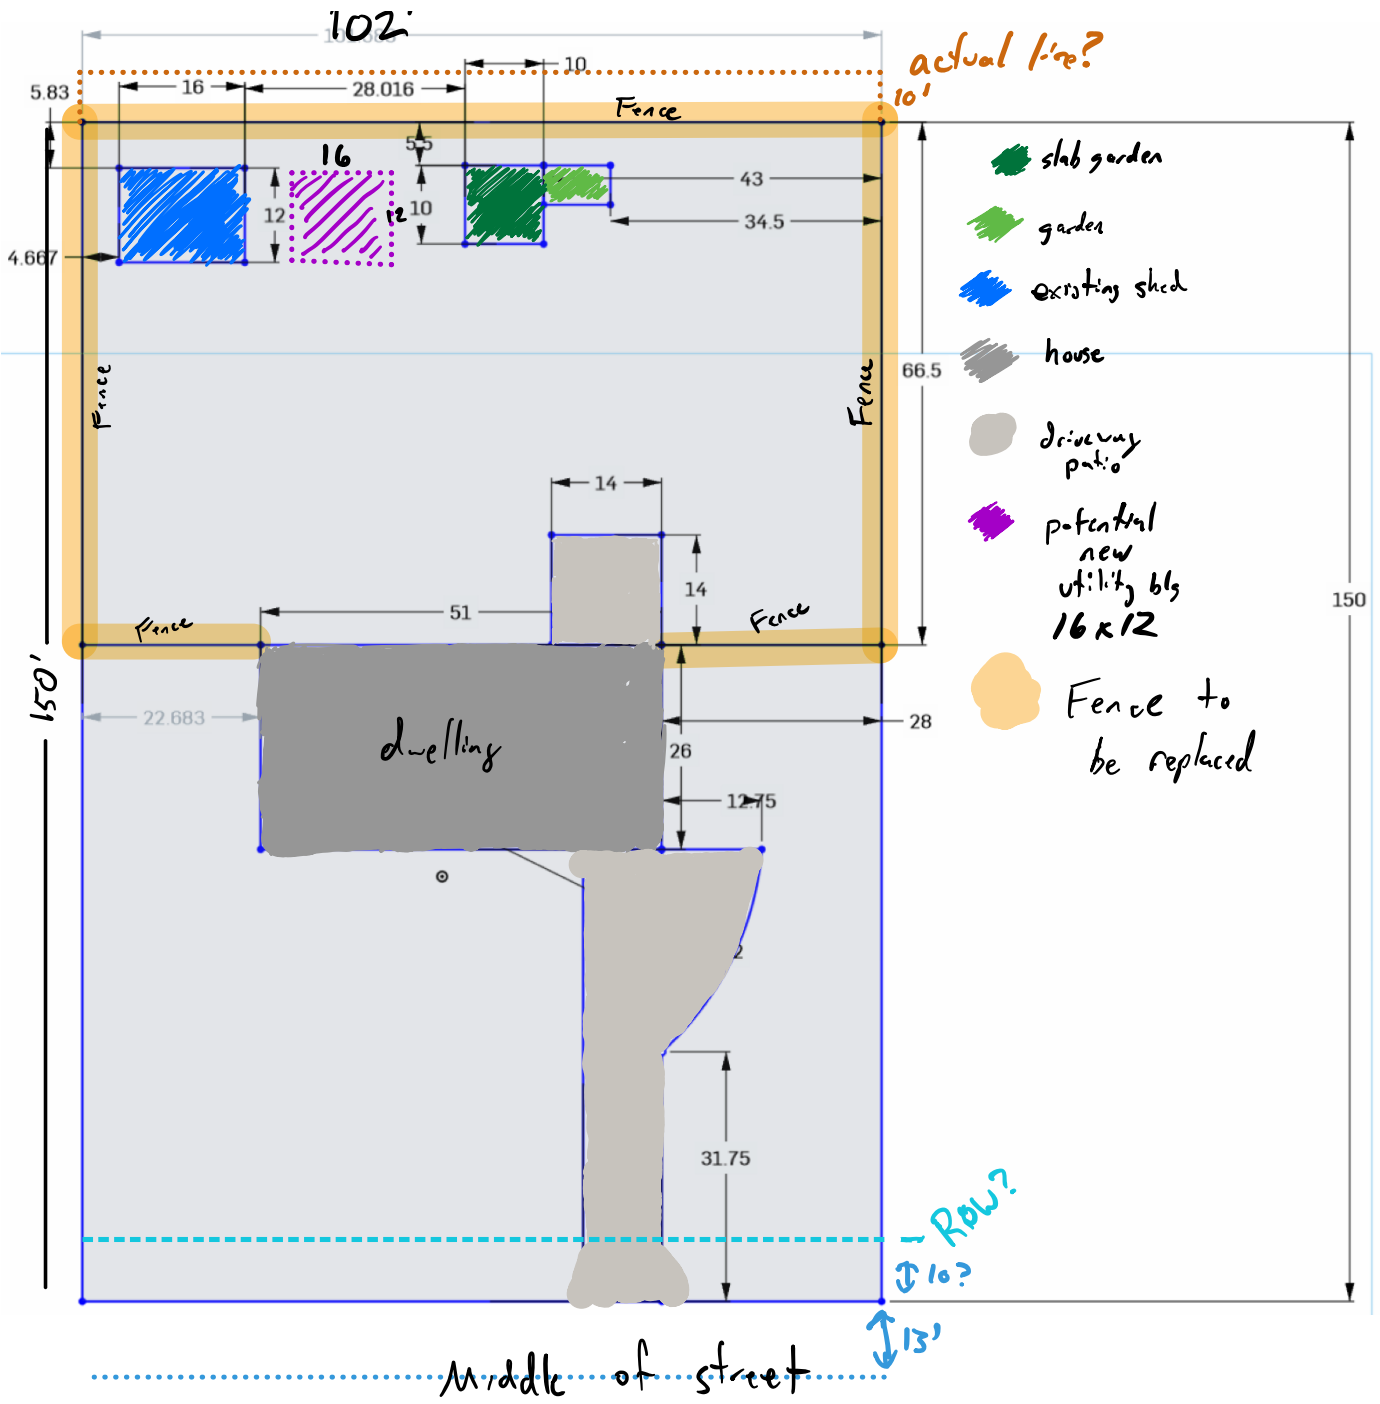 102'
actual line?
10'
5.83
16
28.016
10
Fence
5.5
16
12
12
10
43
34.5
4.667
slab garden
garden
existing shed
house
driveway
patio
potential
new
utility blg
16 x 12
Fence to
be replaced
Fence
Fence
66.5
150
150'
14
14
51
Fence
Fence
22.683
dwelling
28
26
12.75
2
31.75
ROW?
10?
13'
Middle of street